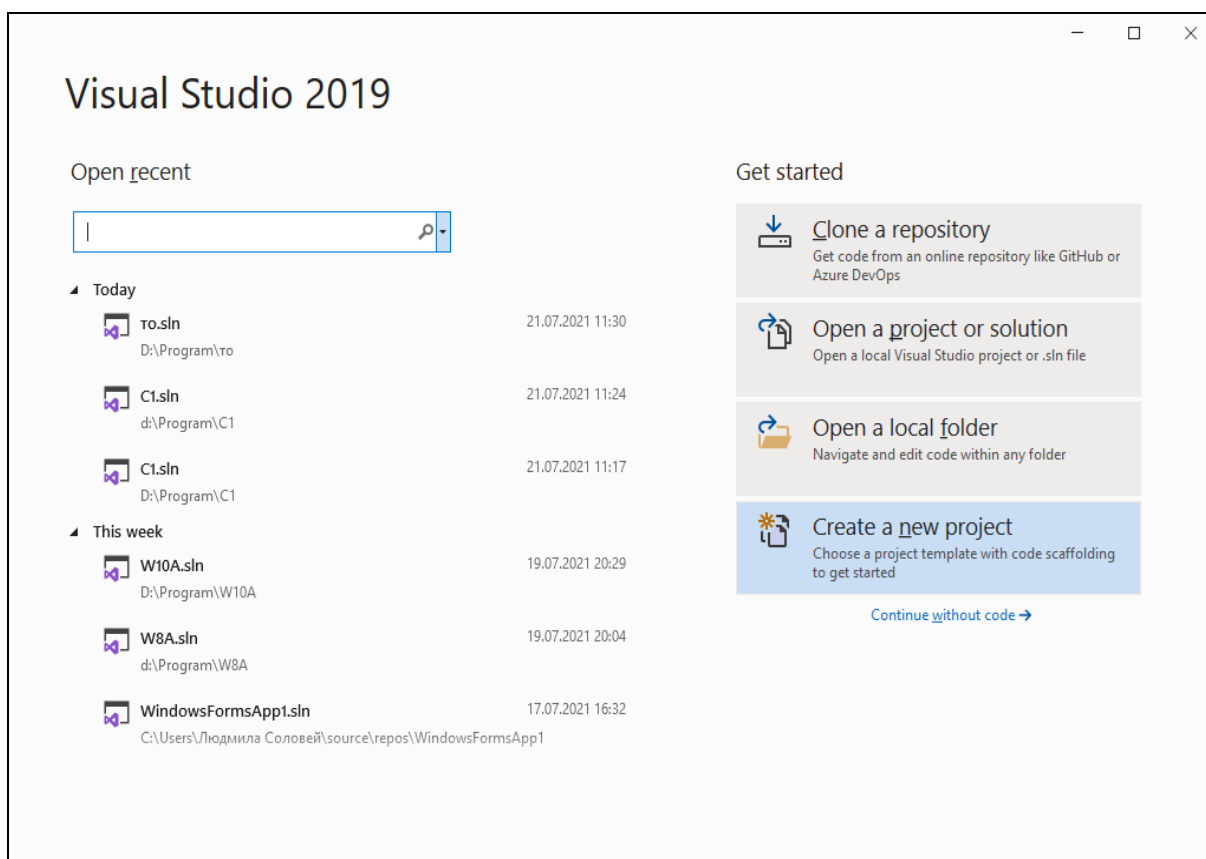 Visual Studio 2019
Open recent
Today
то.sln
21.07.2021 11:30
D:\Program\то
C1.sln
21.07.2021 11:24
d:\Program\C1
C1.sln
21.07.2021 11:17
D:\Program\C1
This week
W10A.sln
19.07.2021 20:29
D:\Program\W10A
W8A.sln
19.07.2021 20:04
d:\Program\W8A
WindowsFormsApp1.sln
17.07.2021 16:32
C:\Users\Людмила Соловей\source\repos\WindowsFormsApp1
Get started
Clone a repository
Get code from an online repository like GitHub or
Azure DevOps
Open a project or solution
Open a local Visual Studio project or .sln file
Open a local folder
Navigate and edit code within any folder
Create a new project
Choose a project template with code scaffolding
to get started
Continue without code →